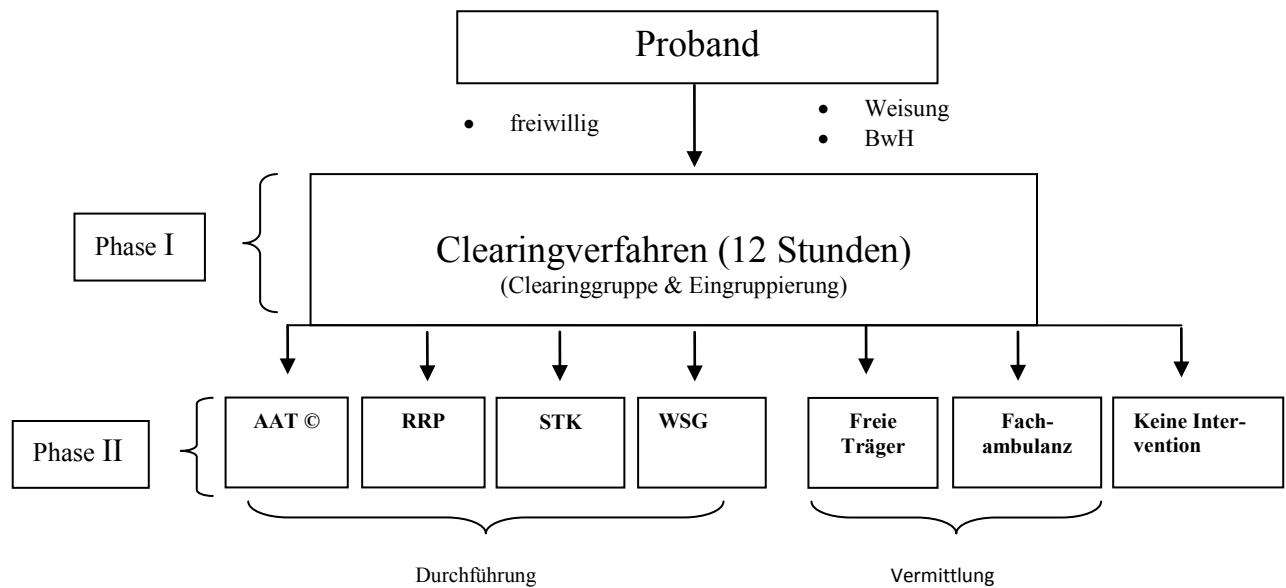 Proband
• freiwillig
• Weisung
• BwH
Phase I
Clearingverfahren (12 Stunden)
(Clearinggruppe & Eingruppierung)
Phase II
AAT ©
RRP
STK
WSG
Freie
Träger
Fach-
ambulanz
Keine Inter-
vention
Durchführung
Vermittlung